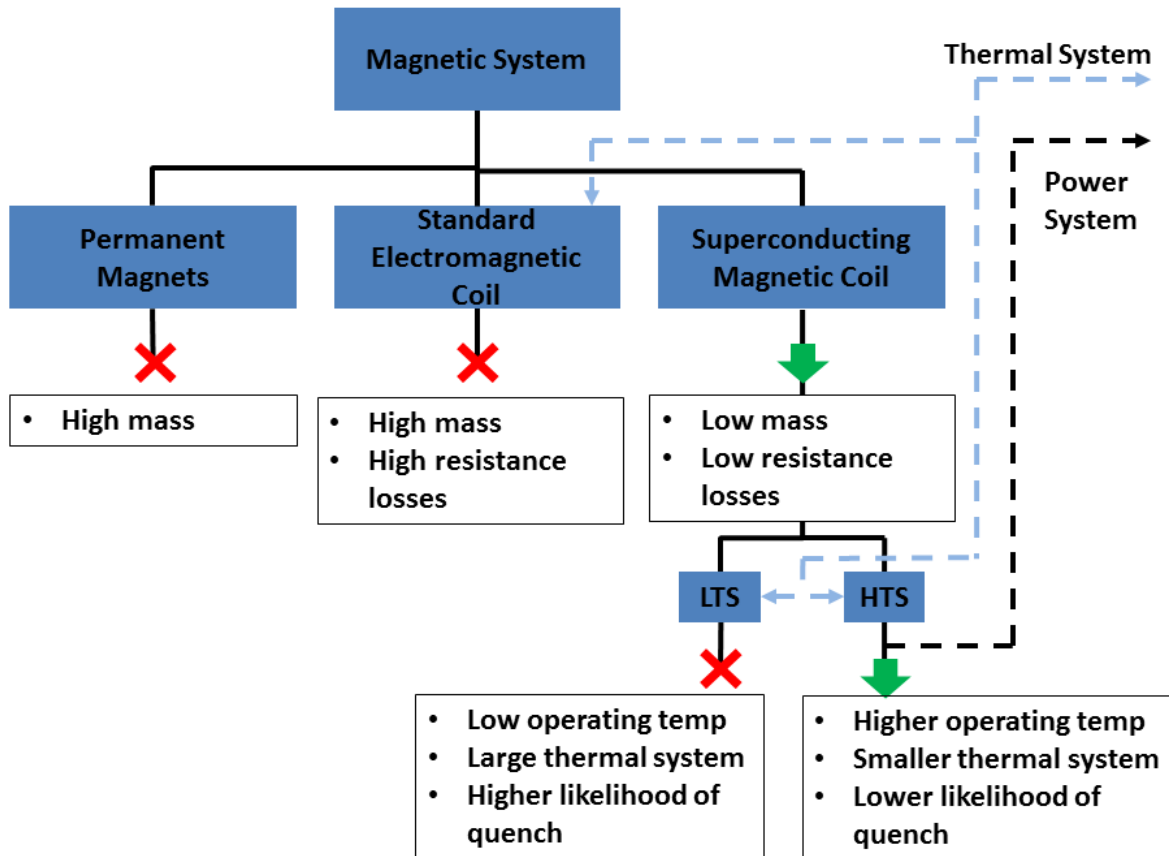 Magnetic System
Thermal System
Power
System
Permanent
Magnets
Standard
Electromagnetic
Coil
Superconducting
Magnetic Coil
• High mass
• High mass
• High resistance
losses
• Low mass
• Low resistance
losses
LTS
HTS
• Low operating temp
• Large thermal system
• Higher likelihood of
quench
• Higher operating temp
• Smaller thermal system
• Lower likelihood of
quench